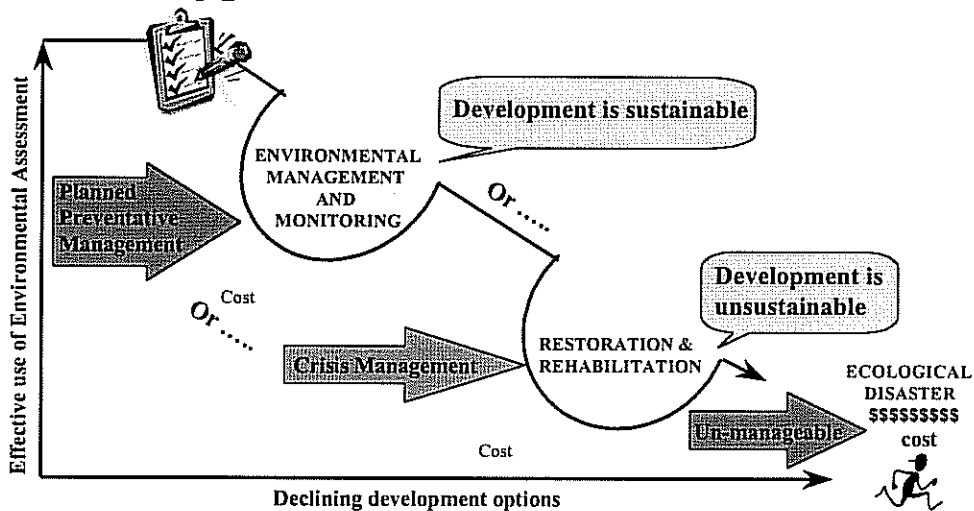 Effective use of Environmental Assessment
Development is sustainable
ENVIRONMENTAL
MANAGEMENT
AND
MONITORING
Planned
Preventative
Management
Or .....
Cost
Or .....
Development is
unsustainable
RESTORATION &
REHABILITATION
Crisis Management
ECOLOGICAL
DISASTER
$$$$$$$$$
cost
Un-manageable
Cost
Declining development options